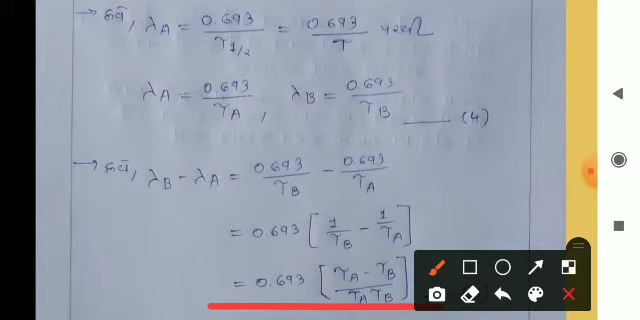 → હવે, λA = 0.693 / T1/2 = 0.693 / T પરથી
λA = 0.693 / TA , λB = 0.693 / TB —— (4)
→ હવે, λB - λA = 0.693 / TB - 0.693 / TA
= 0.693 [ 1/TB - 1/TA ]
= 0.693 [ TA - TB / TA TB ]